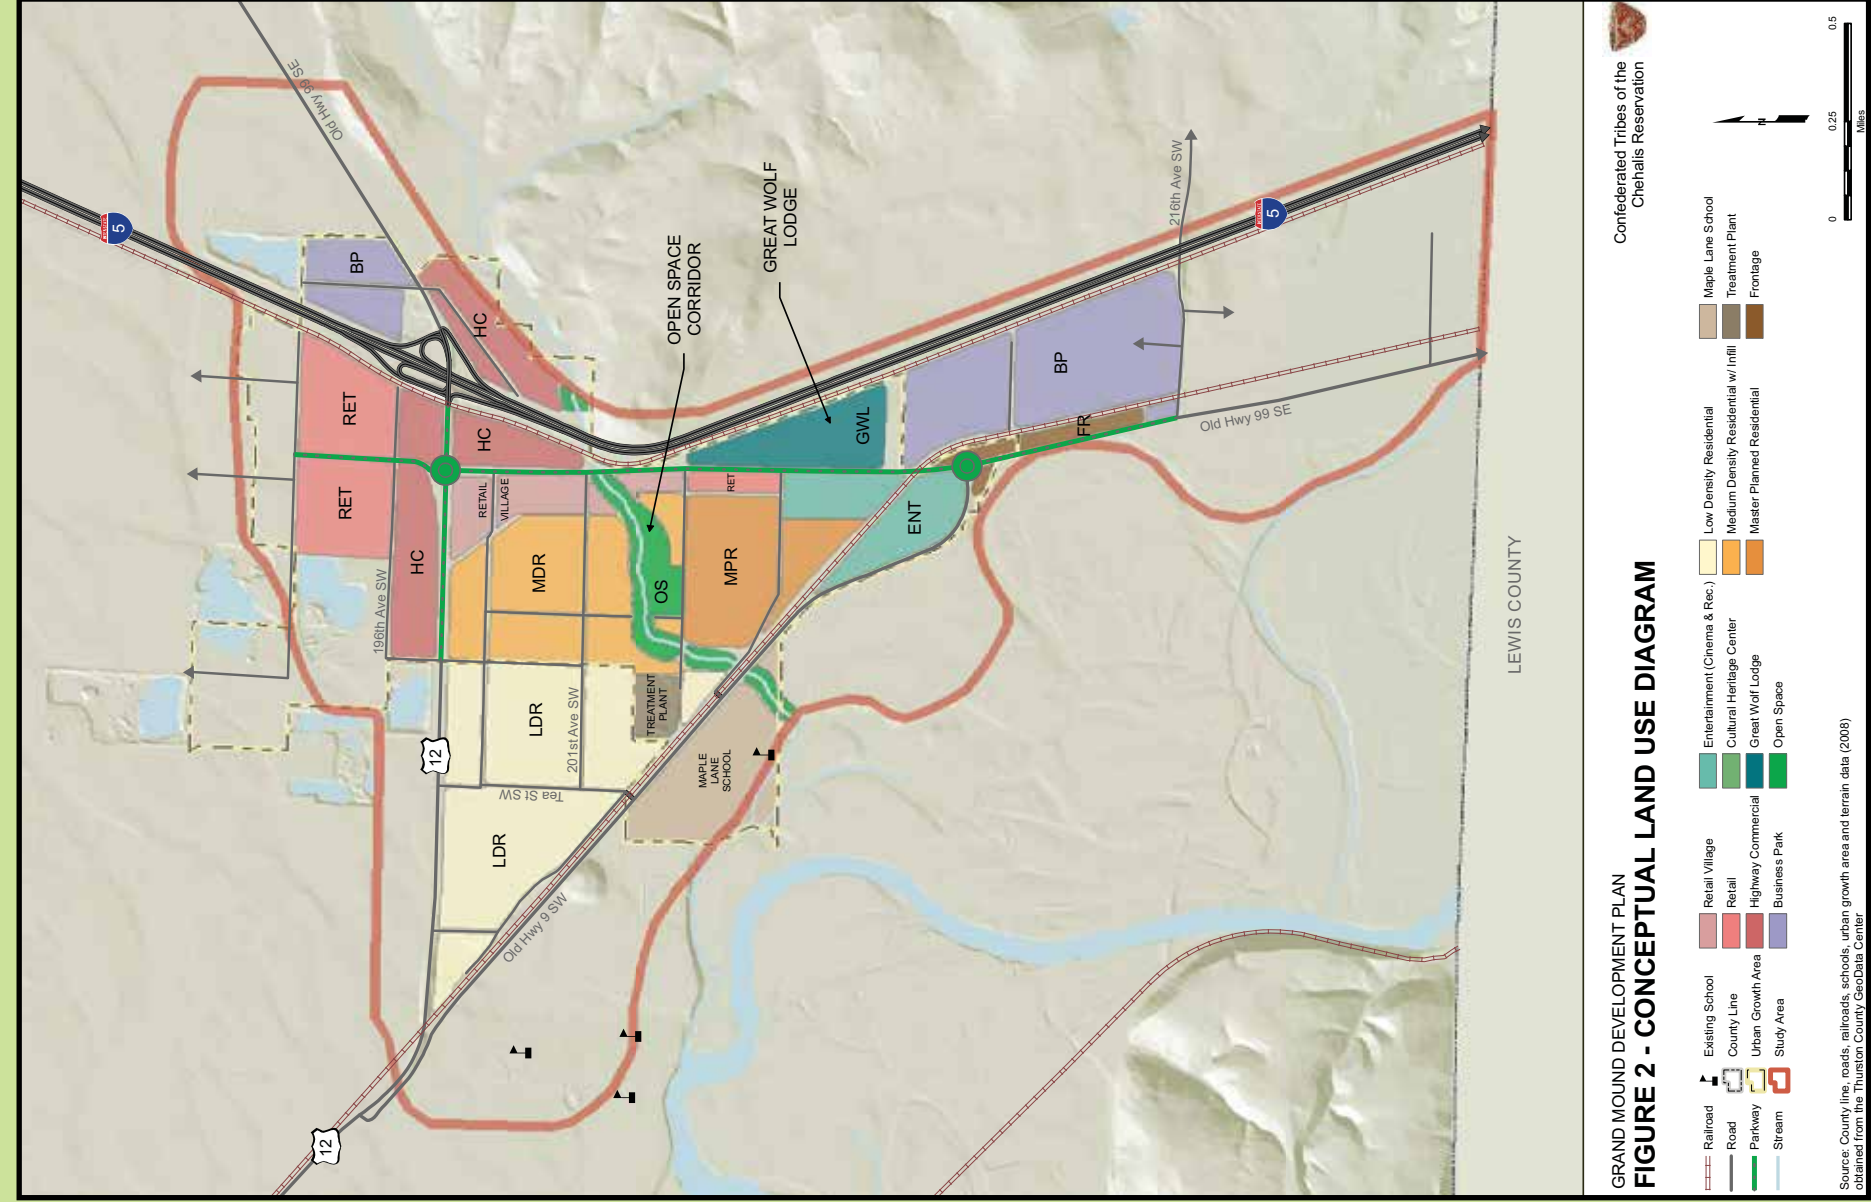 Old Hwy 99 SE
5
BP
HC
RET
RET
HC
HC
196th Ave SW
RETAIL
VILLAGE
MDR
OPEN SPACE
CORRIDOR
GREAT WOLF
LODGE
OS
MPR
RET
GWL
ENT
BP
FR
216th Ave SW
5
Old Hwy 99 SE
12
LDR
201st Ave SW
TREATMENT
PLANT
MAPLE
LANE
SCHOOL
Tea St SW
LDR
Old Hwy 9 SW
12
LEWIS COUNTY
GRAND MOUND DEVELOPMENT PLAN
FIGURE 2 - CONCEPTUAL LAND USE DIAGRAM
Confederated Tribes of the
Chehalis Reservation
Railroad
Road
Parkway
Stream
Existing School
County Line
Urban Growth Area
Study Area
Retail Village
Retail
Highway Commercial
Business Park
Entertainment (Cinema & Rec.)
Cultural Heritage Center
Great Wolf Lodge
Open Space
Low Density Residential
Medium Density Residential w/ Infill
Master Planned Residential
Maple Lane School
Treatment Plant
Frontage
N
0 0.25 0.5
Miles
Source: County line, roads, railroads, schools, urban growth area and terrain data (2008)
obtained from the Thurston County GeoData Center